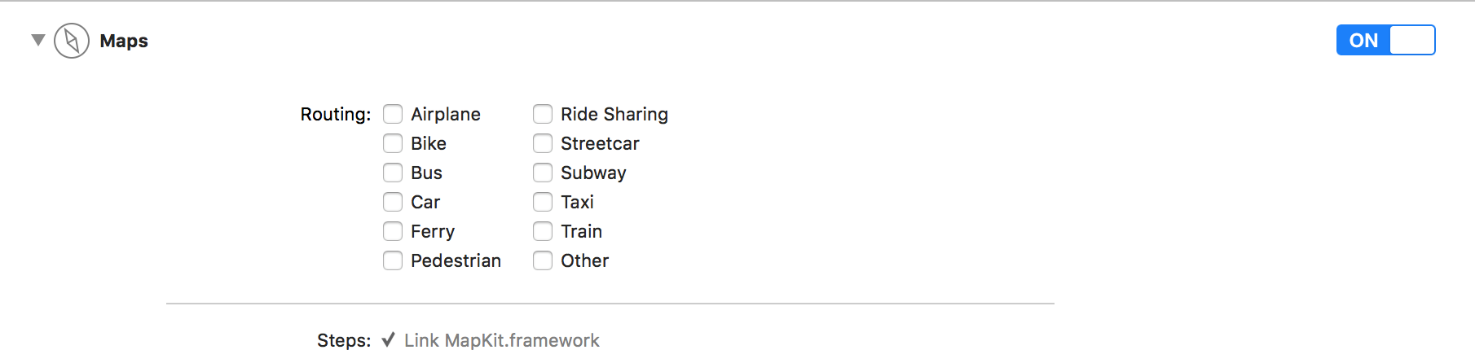 Maps
ON
Routing: Airplane Ride Sharing
Bike Streetcar
Bus Subway
Car Taxi
Ferry Train
Pedestrian Other
Steps: ✓ Link MapKit.framework